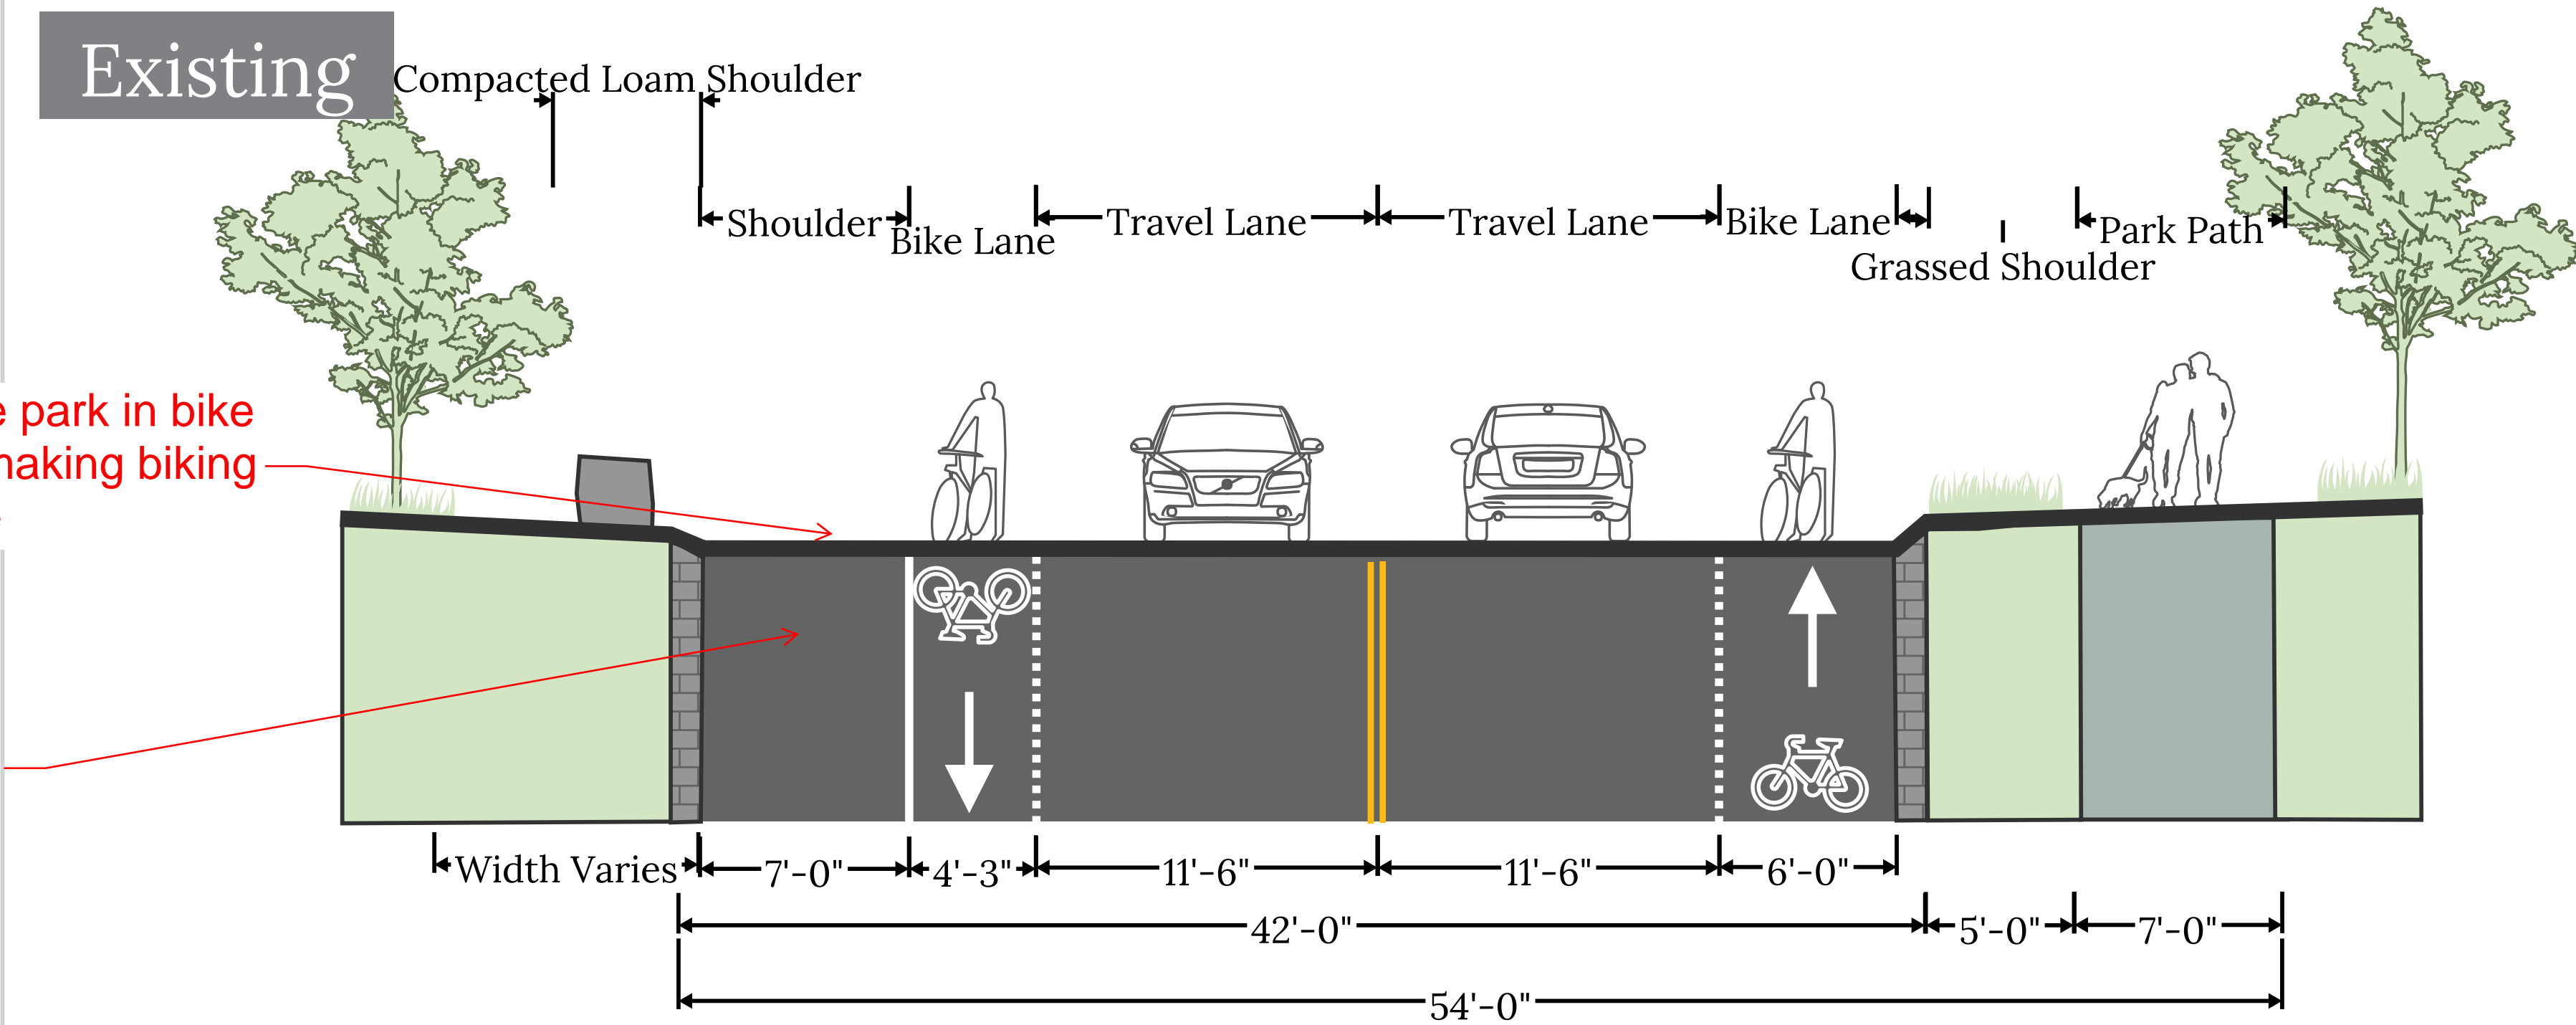 Existing
Compacted Loam Shoulder
Shoulder
Bike Lane
Travel Lane
Travel Lane
Bike Lane
Grassed Shoulder
Park Path
park in bike
making biking
Width Varies
7'-0"
4'-3"
11'-6"
11'-6"
6'-0"
42'-0"
5'-0"
7'-0"
54'-0"